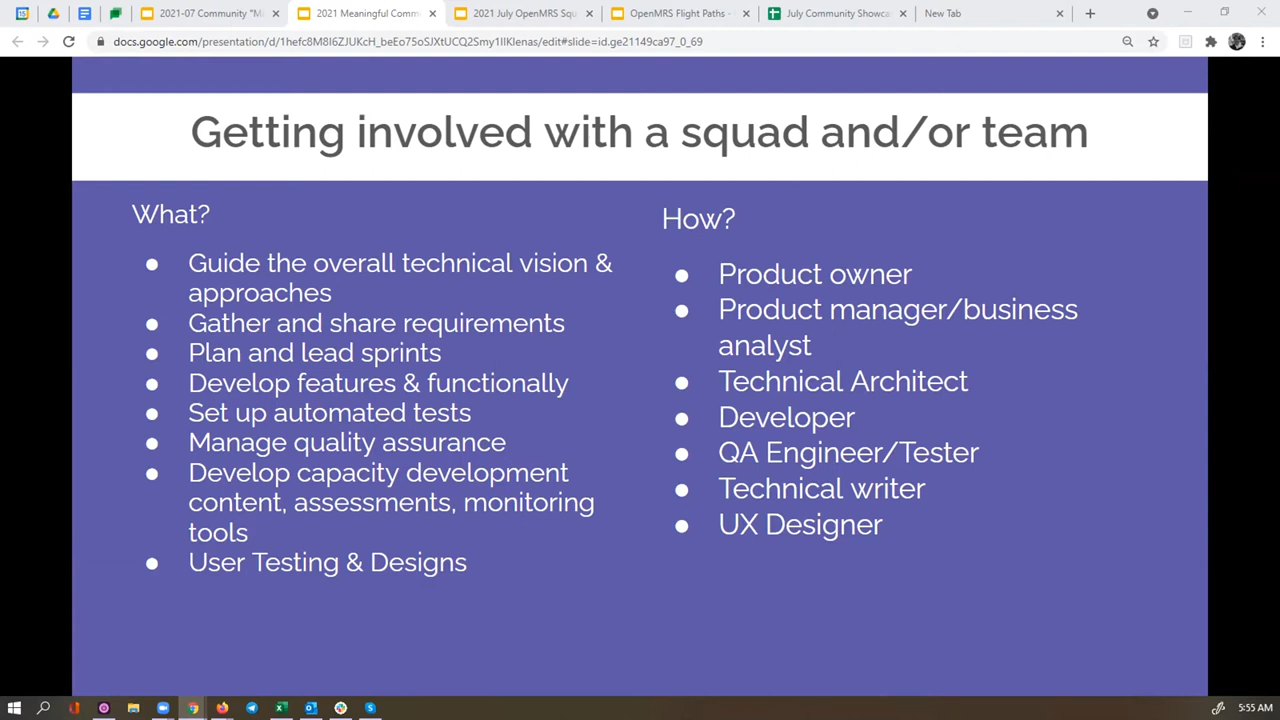 2021-07 Community "M
2021 Meaningful Comm
2021 July OpenMRS Squ
OpenMRS Flight Paths -
July Community Showca
New Tab
docs.google.com/presentation/d/1hefc8M8I6ZJUKcH_beEo75oSJXtUCQ2Smy1IlKlenas/edit#slide=id.ge21149ca97_0_69
Getting involved with a squad and/or team
What?
Guide the overall technical vision &
approaches
Gather and share requirements
Plan and lead sprints
Develop features & functionally
Set up automated tests
Manage quality assurance
Develop capacity development
content, assessments, monitoring
tools
User Testing & Designs
How?
Product owner
Product manager/business
analyst
Technical Architect
Developer
QA Engineer/Tester
Technical writer
UX Designer
5:55 AM